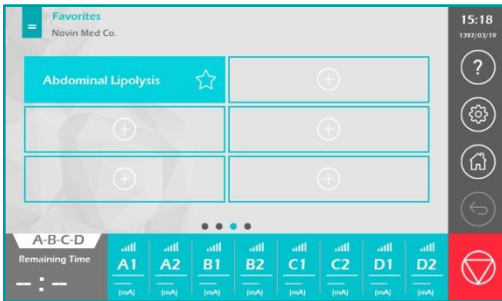 Favorites
Novin Med Co.
15:18
1397/03/19
Abdominal Lipolysis
?
A-B-C-D
Remaining Time
– : –
A1 A2 B1 B2 C1 C2 D1 D2
(mA) (mA) (mA) (mA) (mA) (mA) (mA) (mA)